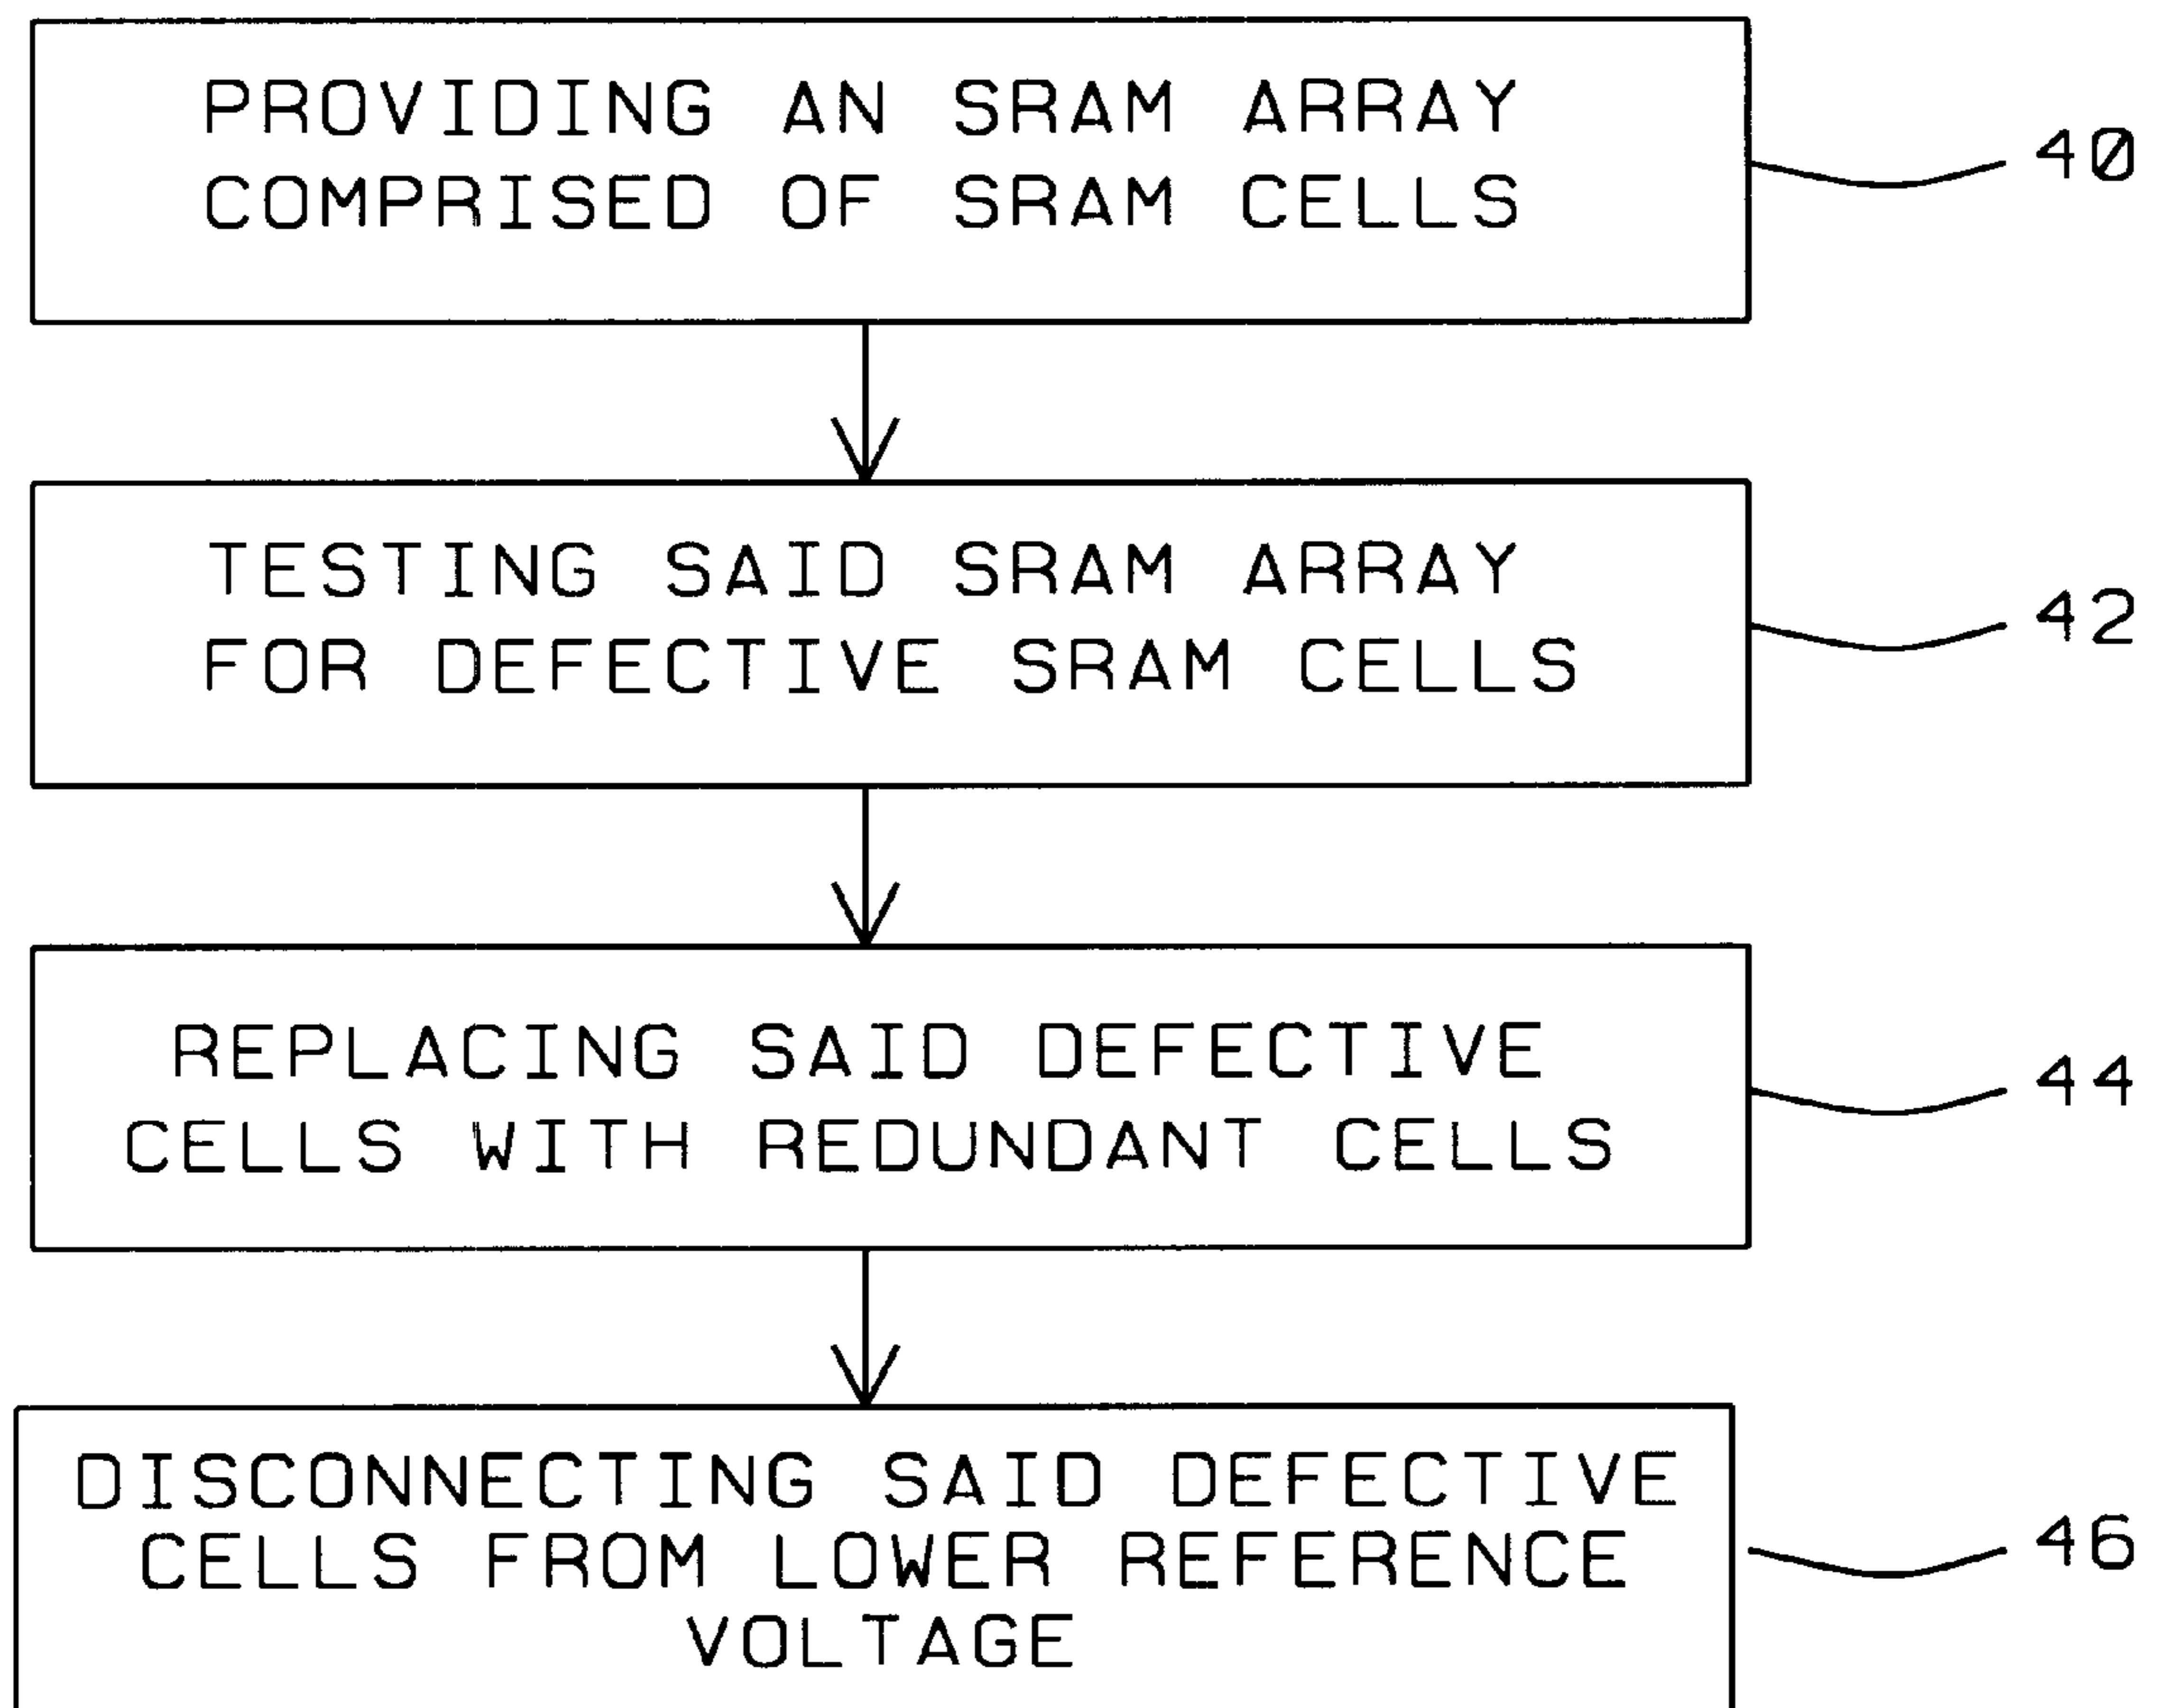 PROVIDING AN SRAM ARRAY
COMPRISED OF SRAM CELLS
40
TESTING SAID SRAM ARRAY
FOR DEFECTIVE SRAM CELLS
42
REPLACING SAID DEFECTIVE
CELLS WITH REDUNDANT CELLS
44
DISCONNECTING SAID DEFECTIVE
CELLS FROM LOWER REFERENCE
VOLTAGE
46